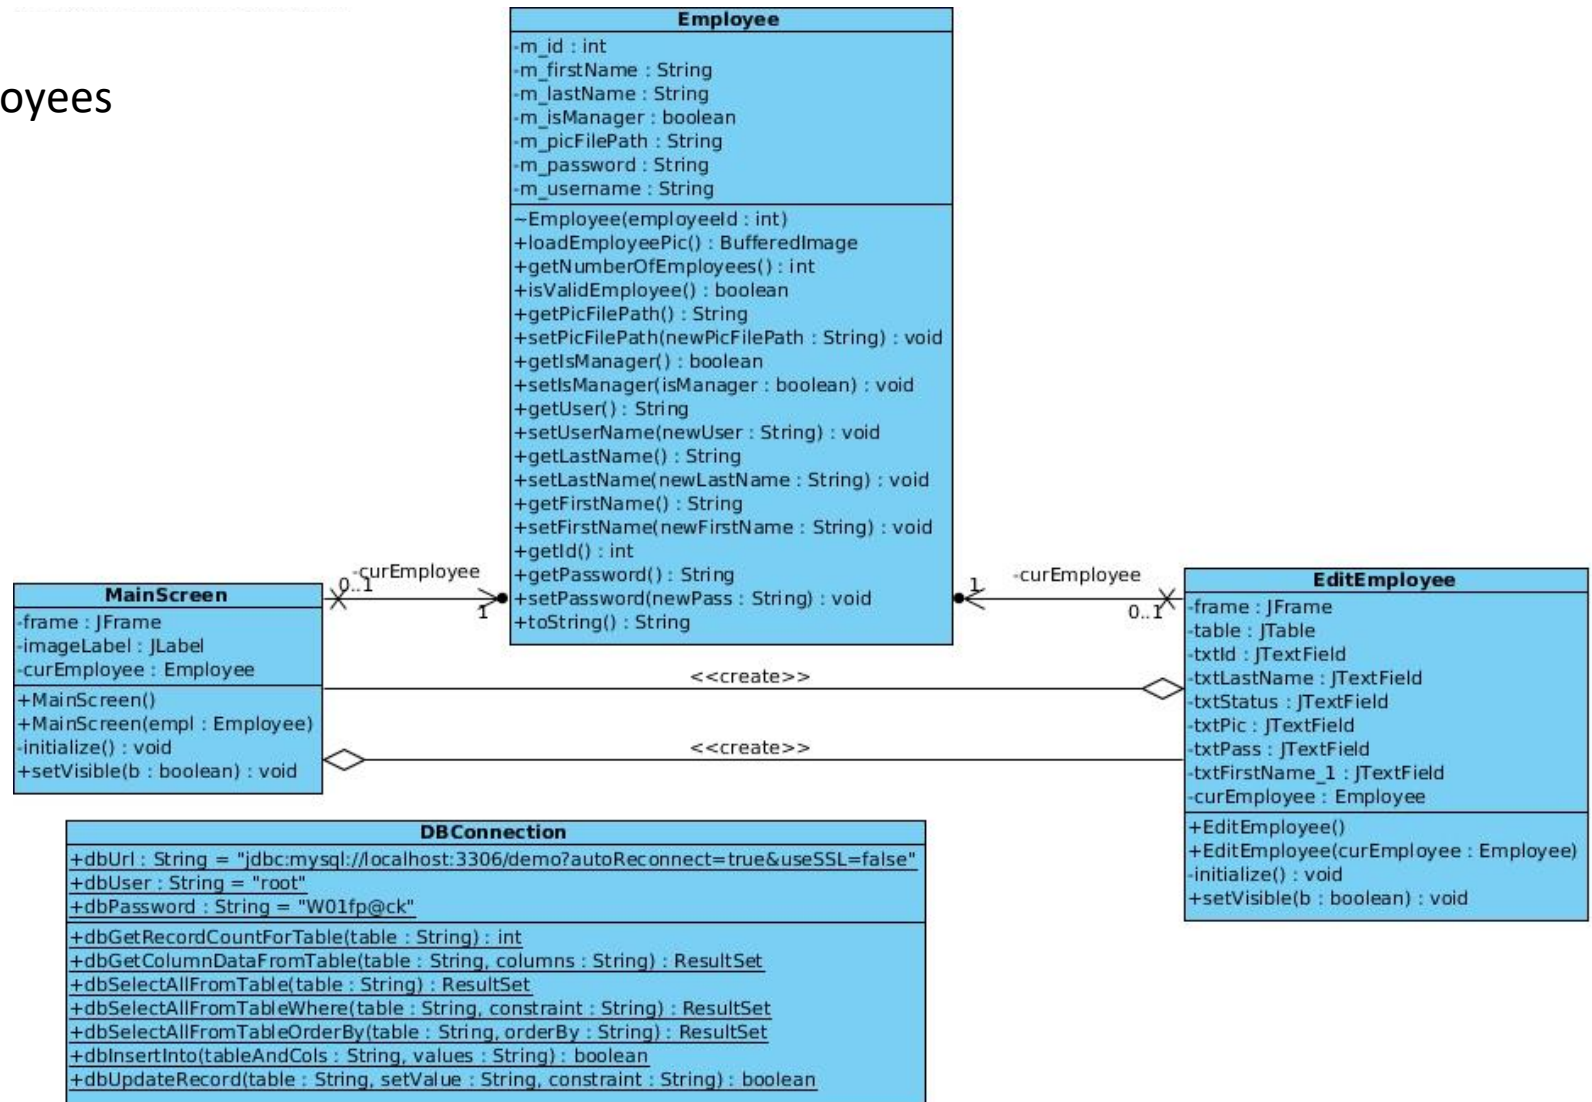 oyees
Employee
-m_id : int
-m_firstName : String
-m_lastName : String
-m_isManager : boolean
-m_picFilePath : String
-m_password : String
-m_username : String
~Employee(employeeId : int)
+loadEmployeePic() : BufferedImage
+getNumberOfEmployees() : int
+isValidEmployee() : boolean
+getPicFilePath() : String
+setPicFilePath(newPicFilePath : String) : void
+getIsManager() : boolean
+setIsManager(isManager : boolean) : void
+getUser() : String
+setUserName(newUser : String) : void
+getLastName() : String
+setLastName(newLastName : String) : void
+getFirstName() : String
+setFirstName(newFirstName : String) : void
+getId() : int
+getPassword() : String
+setPassword(newPass : String) : void
+toString() : String
-curEmployee
0..1
1
1
-curEmployee
0..1
MainScreen
-frame : JFrame
-imageLabel : JLabel
-curEmployee : Employee
+MainScreen()
+MainScreen(empl : Employee)
-initialize() : void
+setVisible(b : boolean) : void
<<create>>
<<create>>
EditEmployee
-frame : JFrame
-table : JTable
-txtId : JTextField
-txtLastName : JTextField
-txtStatus : JTextField
-txtPic : JTextField
-txtPass : JTextField
-txtFirstName_1 : JTextField
-curEmployee : Employee
+EditEmployee()
+EditEmployee(curEmployee : Employee)
-initialize() : void
+setVisible(b : boolean) : void
DBConnection
+dbUrl : String = "jdbc:mysql://localhost:3306/demo?autoReconnect=true&useSSL=false"
+dbUser : String = "root"
+dbPassword : String = "W01fp@ck"
+dbGetRecordCountForTable(table : String) : int
+dbGetColumnDataFromTable(table : String, columns : String) : ResultSet
+dbSelectAllFromTable(table : String) : ResultSet
+dbSelectAllFromTableWhere(table : String, constraint : String) : ResultSet
+dbSelectAllFromTableOrderBy(table : String, orderBy : String) : ResultSet
+dbInsertInto(tableAndCols : String, values : String) : boolean
+dbUpdateRecord(table : String, setValue : String, constraint : String) : boolean